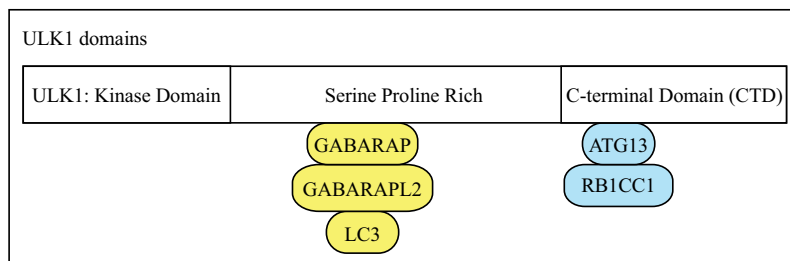 ULK1 domains
ULK1: Kinase Domain Serine Proline Rich C-terminal Domain (CTD)
GABARAP ATG13
GABARAPL2 RB1CC1
LC3